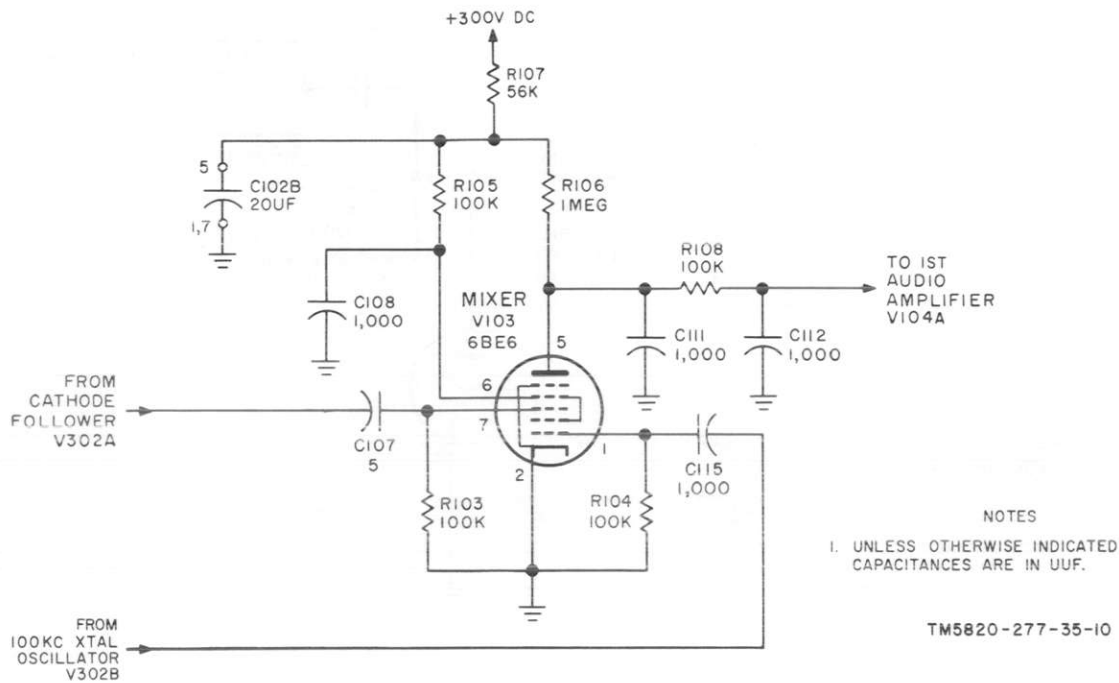 +300V DC
R107
56K
5
C102B
20UF
1,7
R105
100K
R106
1MEG
R108
100K
TO 1ST
AUDIO
AMPLIFIER
V104A
C108
1,000
MIXER
V103
6BE6
5
C111
1,000
C112
1,000
FROM
CATHODE
FOLLOWER
V302A
6
7
C107
5
2
1
C115
1,000
R103
100K
R104
100K
NOTES
1. UNLESS OTHERWISE INDICATED
CAPACITANCES ARE IN UUF.
FROM
100KC XTAL
OSCILLATOR
V302B
TM5820-277-35-10